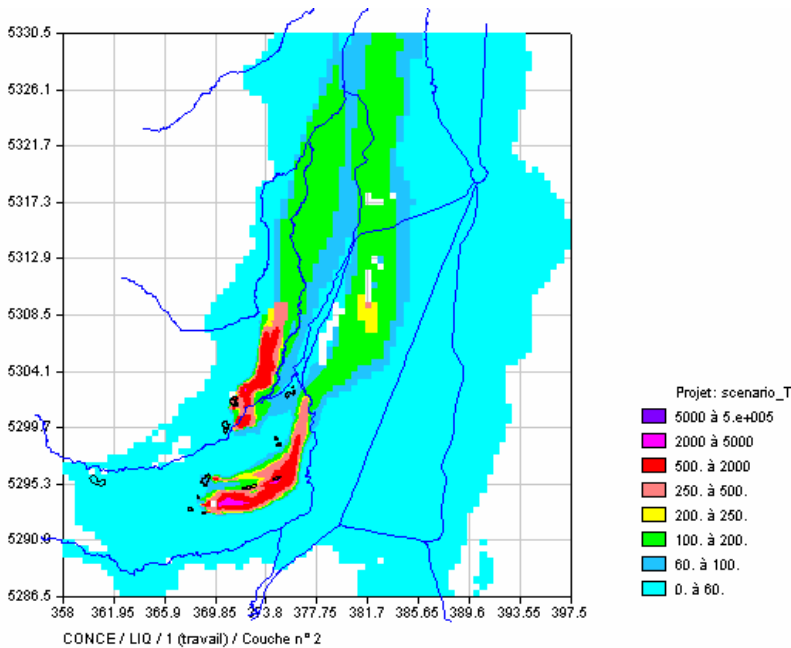 5330.5
5326.1
5321.7
5317.3
5312.9
5308.5
5304.1
5299.7
5295.3
5290.9
5286.5
358 361.95 365.9 369.85 373.8 377.75 381.7 385.65 389.6 393.55 397.5
CONCE / LIQ / 1 (travail) / Couche n° 2
Projet: scenario_T
5000 à 5.e+005
2000 à 5000
500. à 2000
250. à 500.
200. à 250.
100. à 200.
60. à 100.
0. à 60.